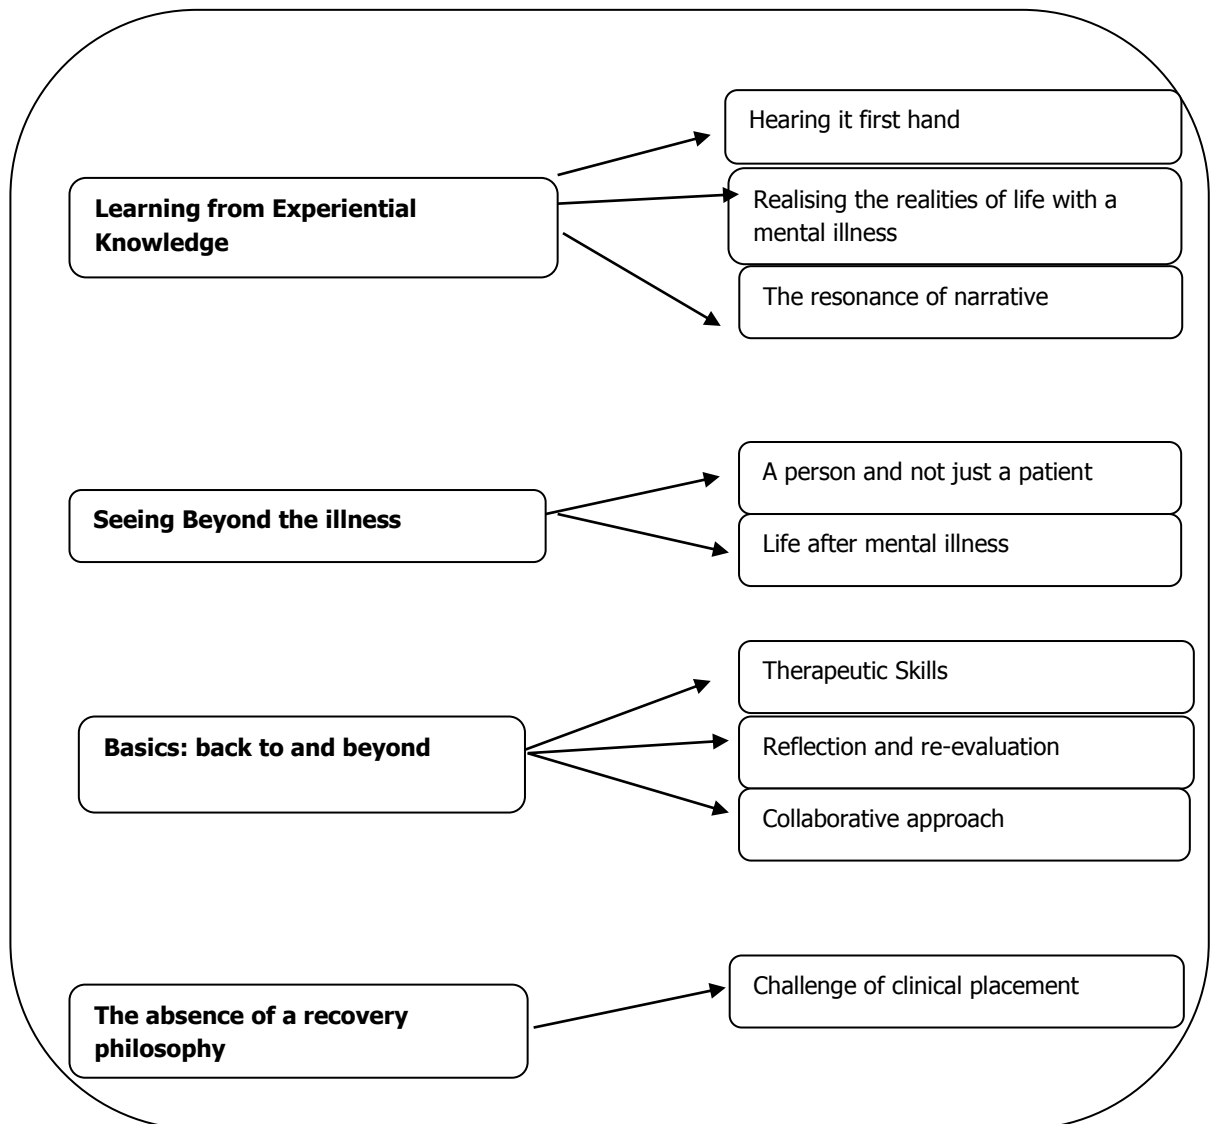 Hearing it first hand
Learning from Experiential
Knowledge
Realising the realities of life with a
mental illness
The resonance of narrative
Seeing Beyond the illness
A person and not just a patient
Life after mental illness
Basics: back to and beyond
Therapeutic Skills
Reflection and re-evaluation
Collaborative approach
The absence of a recovery
philosophy
Challenge of clinical placement